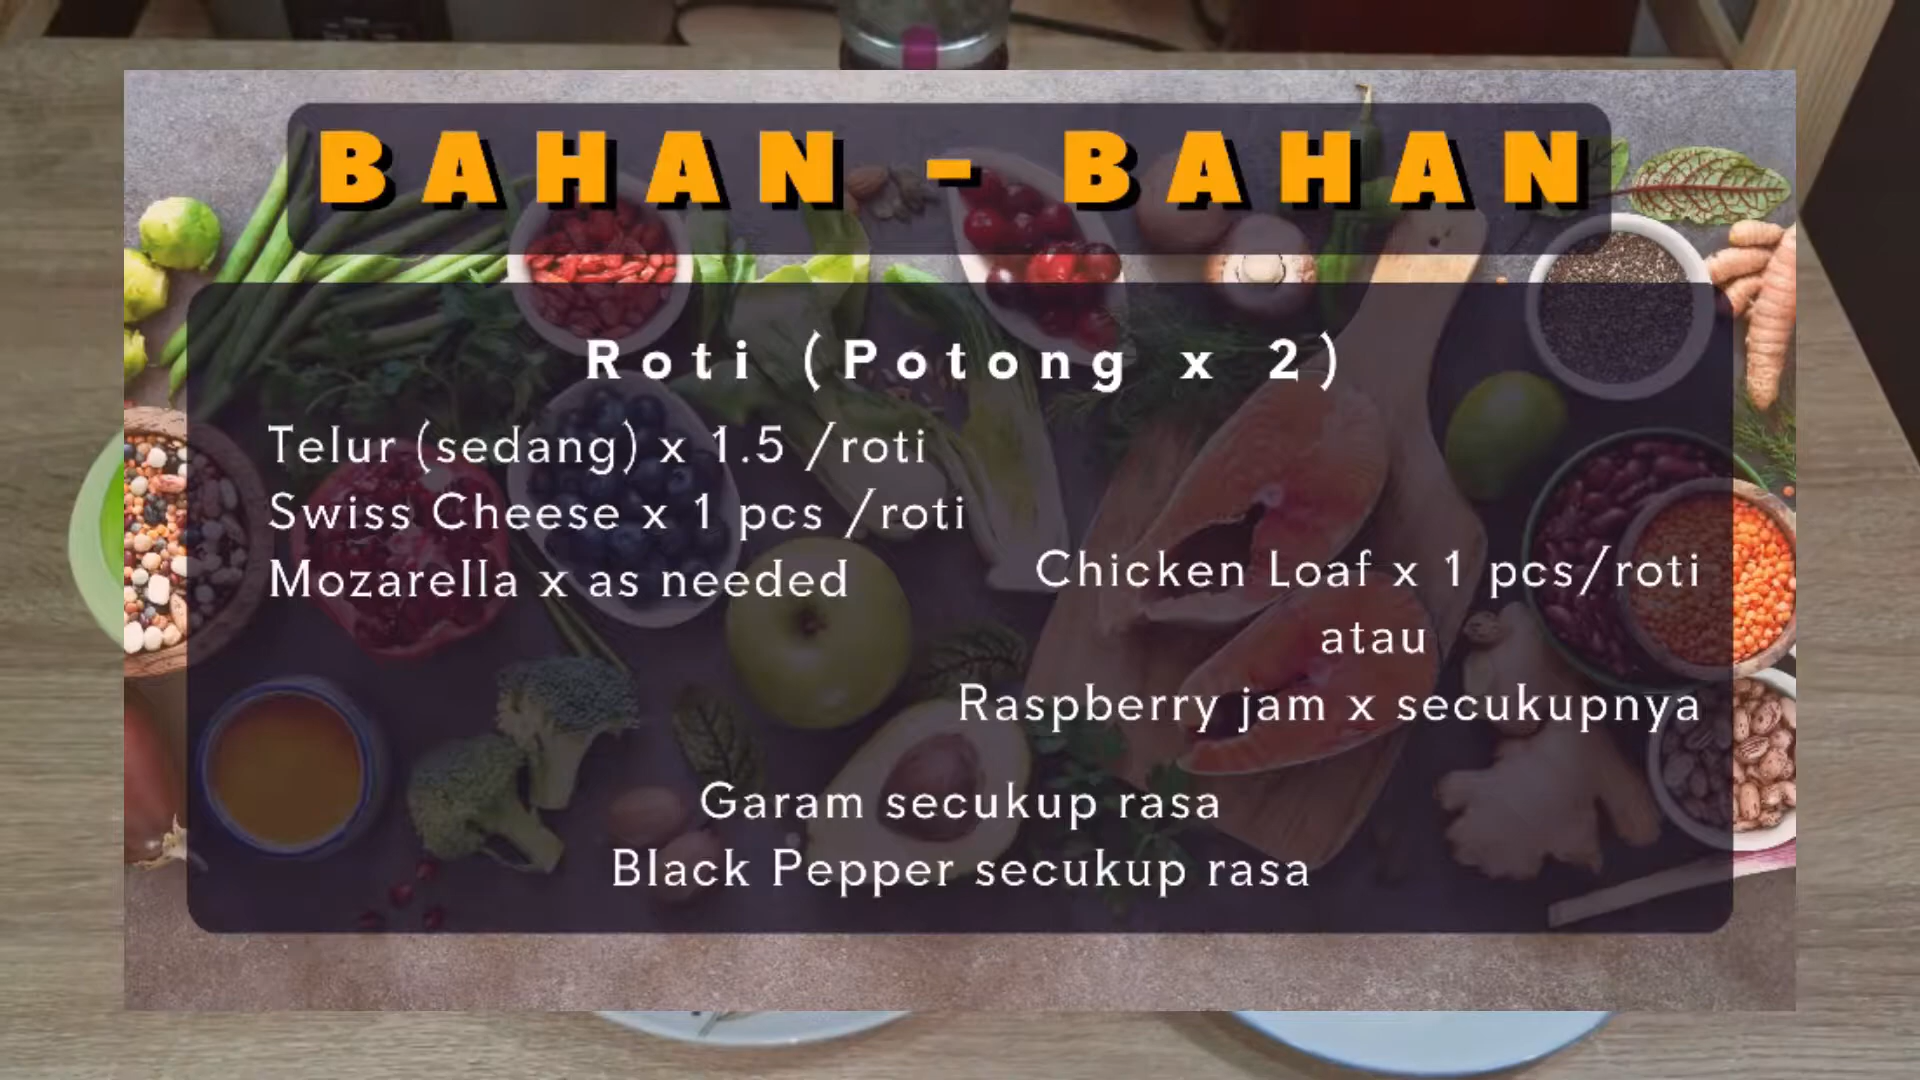 BAHAN - BAHAN
Roti (Potong x 2)
Telur (sedang) x 1.5 /roti
Swiss Cheese x 1 pcs /roti
Mozarella x as needed
Chicken Loaf x 1 pcs/roti
atau
Raspberry jam x secukupnya
Garam secukup rasa
Black Pepper secukup rasa